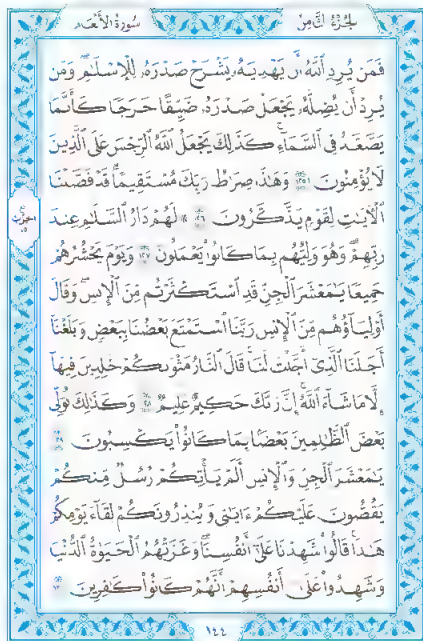 الجزء الثامن
سورة الأنعام
فَمَن يُرِدِ ٱللَّهُ أَن يَهْدِيَهُۥ يَشْرَحْ صَدْرَهُۥ لِلْإِسْلَٰمِ ۖ وَمَن
يُرِدْ أَن يُضِلَّهُۥ يَجْعَلْ صَدْرَهُۥ ضَيِّقًا حَرَجًا كَأَنَّمَا
يَصَّعَّدُ فِى ٱلسَّمَآءِ ۚ كَذَٰلِكَ يَجْعَلُ ٱللَّهُ ٱلرِّجْسَ عَلَى ٱلَّذِينَ
لَا يُؤْمِنُونَ ١٢٥ وَهَٰذَا صِرَٰطُ رَبِّكَ مُسْتَقِيمًا ۗ قَدْ فَصَّلْنَا
ٱلْءَايَٰتِ لِقَوْمٍ يَذَّكَّرُونَ ١٢٦ لَهُمْ دَارُ ٱلسَّلَٰمِ عِندَ
رَبِّهِمْ ۖ وَهُوَ وَلِيُّهُم بِمَا كَانُوا۟ يَعْمَلُونَ ١٢٧ وَيَوْمَ يَحْشُرُهُمْ
جَمِيعًا يَٰمَعْشَرَ ٱلْجِنِّ قَدِ ٱسْتَكْثَرْتُم مِّنَ ٱلْإِنسِ ۖ وَقَالَ
أَوْلِيَآؤُهُم مِّنَ ٱلْإِنسِ رَبَّنَا ٱسْتَمْتَعَ بَعْضُنَا بِبَعْضٍ وَبَلَغْنَآ
أَجَلَنَا ٱلَّذِىٓ أَجَّلْتَ لَنَا ۚ قَالَ ٱلنَّارُ مَثْوَىٰكُمْ خَٰلِدِينَ فِيهَآ
إِلَّا مَا شَآءَ ٱللَّهُ ۗ إِنَّ رَبَّكَ حَكِيمٌ عَلِيمٌ ١٢٨ وَكَذَٰلِكَ نُوَلِّى
بَعْضَ ٱلظَّٰلِمِينَ بَعْضًۢا بِمَا كَانُوا۟ يَكْسِبُونَ ١٢٩
يَٰمَعْشَرَ ٱلْجِنِّ وَٱلْإِنسِ أَلَمْ يَأْتِكُمْ رُسُلٌ مِّنكُمْ
يَقُصُّونَ عَلَيْكُمْ ءَايَٰتِى وَيُنذِرُونَكُمْ لِقَآءَ يَوْمِكُمْ
هَٰذَا ۚ قَالُوا۟ شَهِدْنَا عَلَىٰٓ أَنفُسِنَا ۖ وَغَرَّتْهُمُ ٱلْحَيَوٰةُ ٱلدُّنْيَا
وَشَهِدُوا۟ عَلَىٰٓ أَنفُسِهِمْ أَنَّهُمْ كَانُوا۟ كَٰفِرِينَ ١٣٠
١٤٤